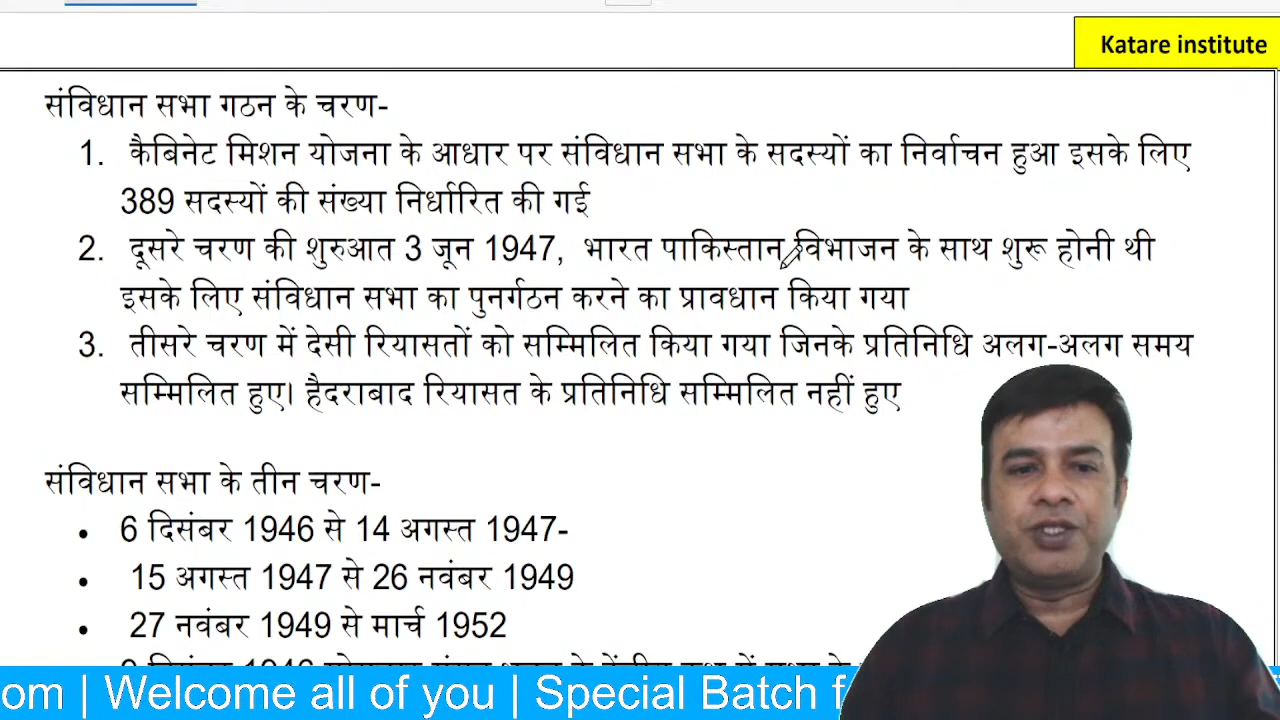 Katare institute
संविधान सभा गठन के चरण-
1. कैबिनेट मिशन योजना के आधार पर संविधान सभा के सदस्यों का निर्वाचन हुआ इसके लिए
389 सदस्यों की संख्या निर्धारित की गई
2. दूसरे चरण की शुरुआत 3 जून 1947, भारत पाकिस्तान विभाजन के साथ शुरू होनी थी
इसके लिए संविधान सभा का पुनर्गठन करने का प्रावधान किया गया
3. तीसरे चरण में देसी रियासतों को सम्मिलित किया गया जिनके प्रतिनिधि अलग-अलग समय
सम्मिलित हुए। हैदराबाद रियासत के प्रतिनिधि सम्मिलित नहीं हुए
संविधान सभा के तीन चरण-
• 6 दिसंबर 1946 से 14 अगस्त 1947-
• 15 अगस्त 1947 से 26 नवंबर 1949
• 27 नवंबर 1949 से मार्च 1952
om | Welcome all of you | Special Batch f